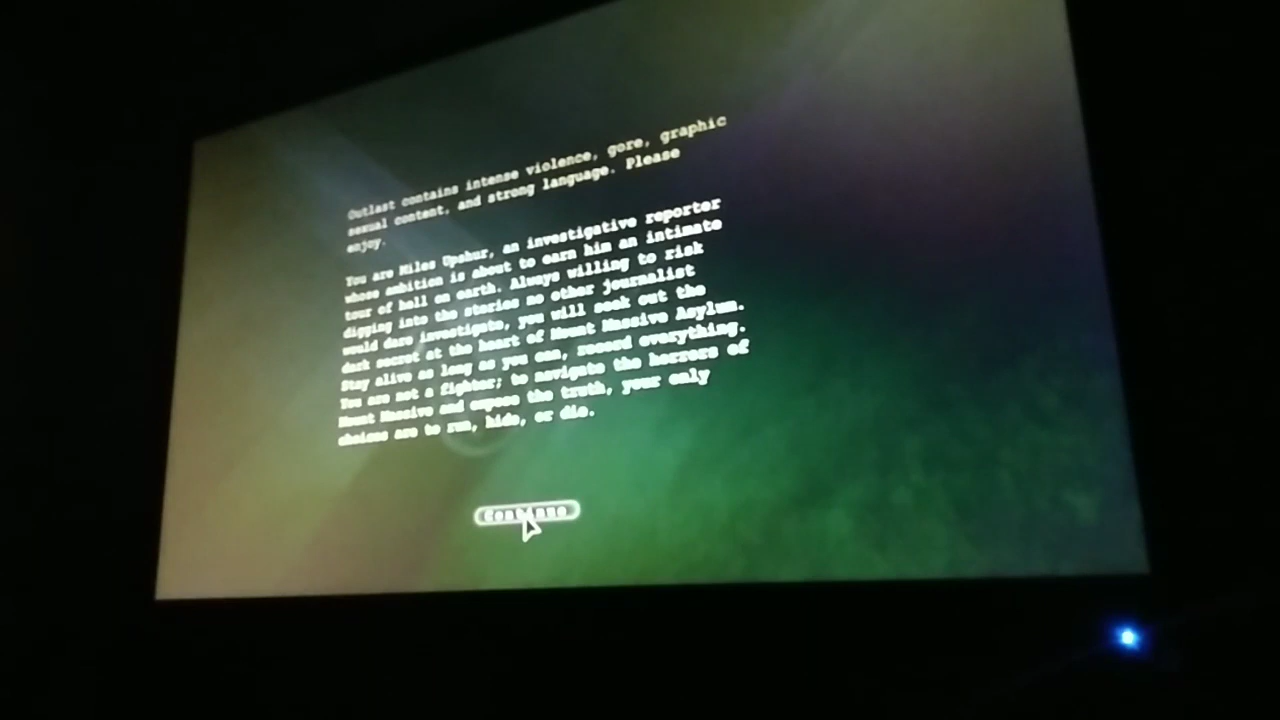 Outlast contains intense violence, gore, graphic
sexual content, and strong language. Please
enjoy.
You are Miles Upshur, an investigative reporter
whose ambition is about to earn him an intimate
tour of hell on earth. Always willing to risk
digging into the stories no other journalist
would dare investigate, you will seek out the
dark secret at the heart of Mount Massive Asylum.
Stay alive as long as you can, record everything.
You are not a fighter; to navigate the horrors of
Mount Massive and expose the truth, your only
choices are to run, hide, or die.
Continue